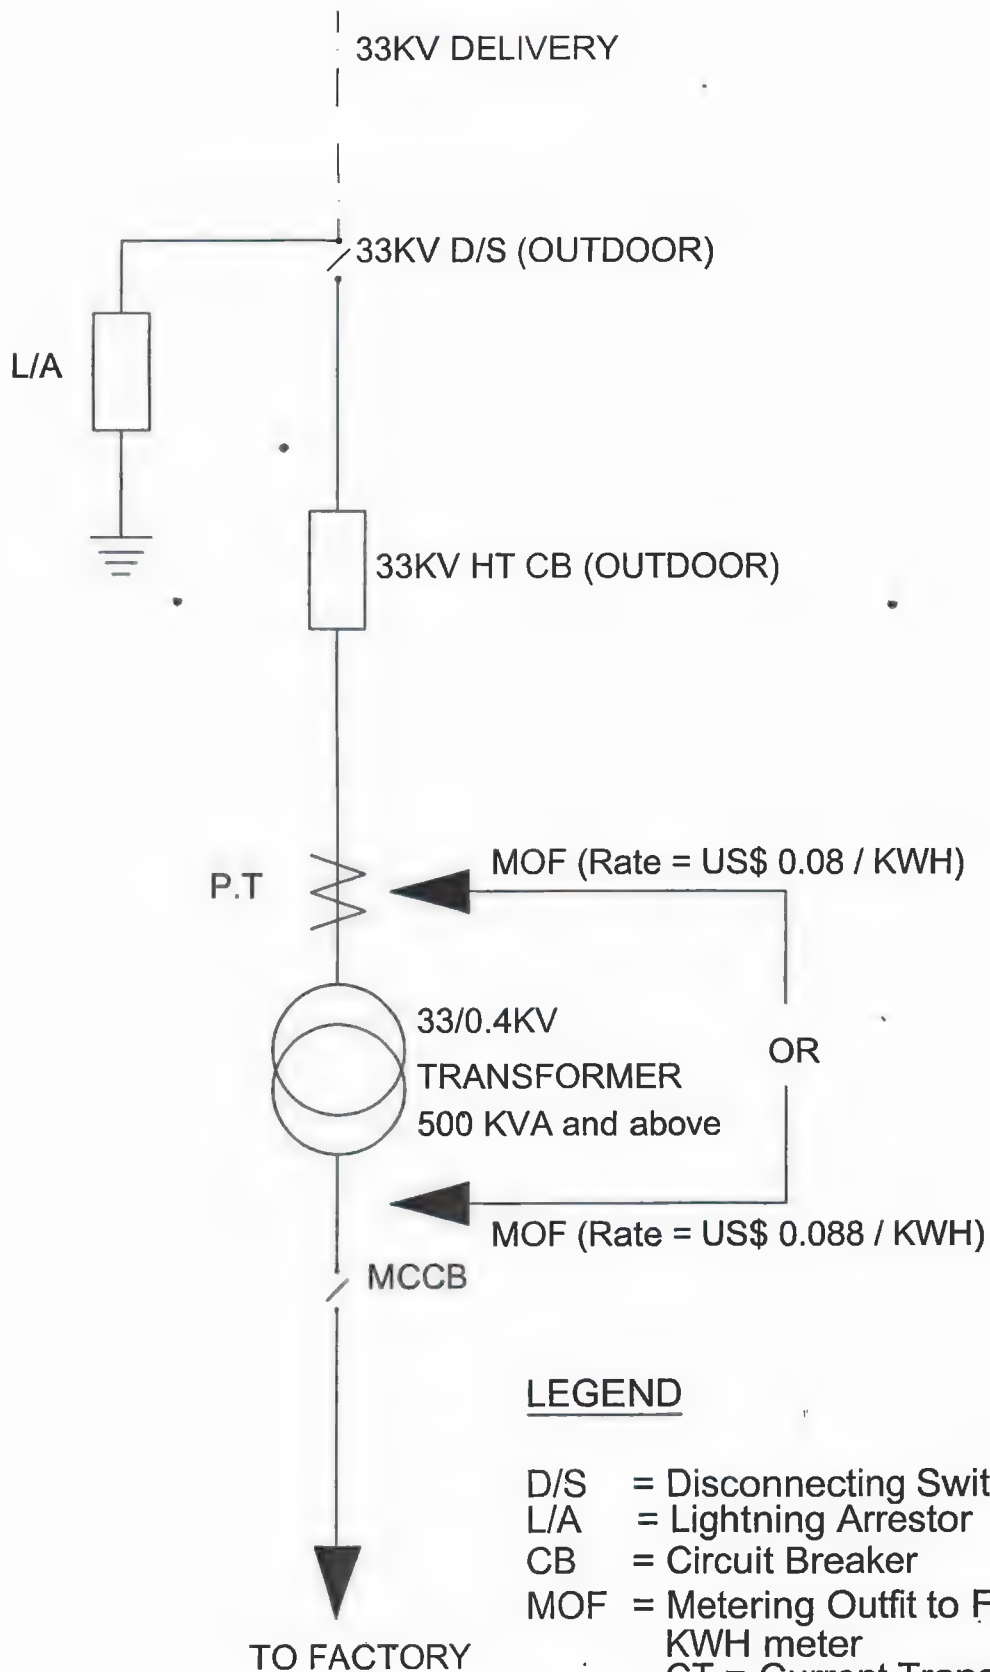 33KV DELIVERY
33KV D/S (OUTDOOR)
L/A
33KV HT CB (OUTDOOR)
MOF (Rate = US$ 0.08 / KWH)
P.T
33/0.4KV
TRANSFORMER
500 KVA and above
OR
MOF (Rate = US$ 0.088 / KWH)
MCCB
LEGEND
D/S = Disconnecting
L/A = Lightning Arrestor
CB = Circuit Breaker
MOF = Metering Outfit to
KWH meter
TO FACTORY
CT = Current